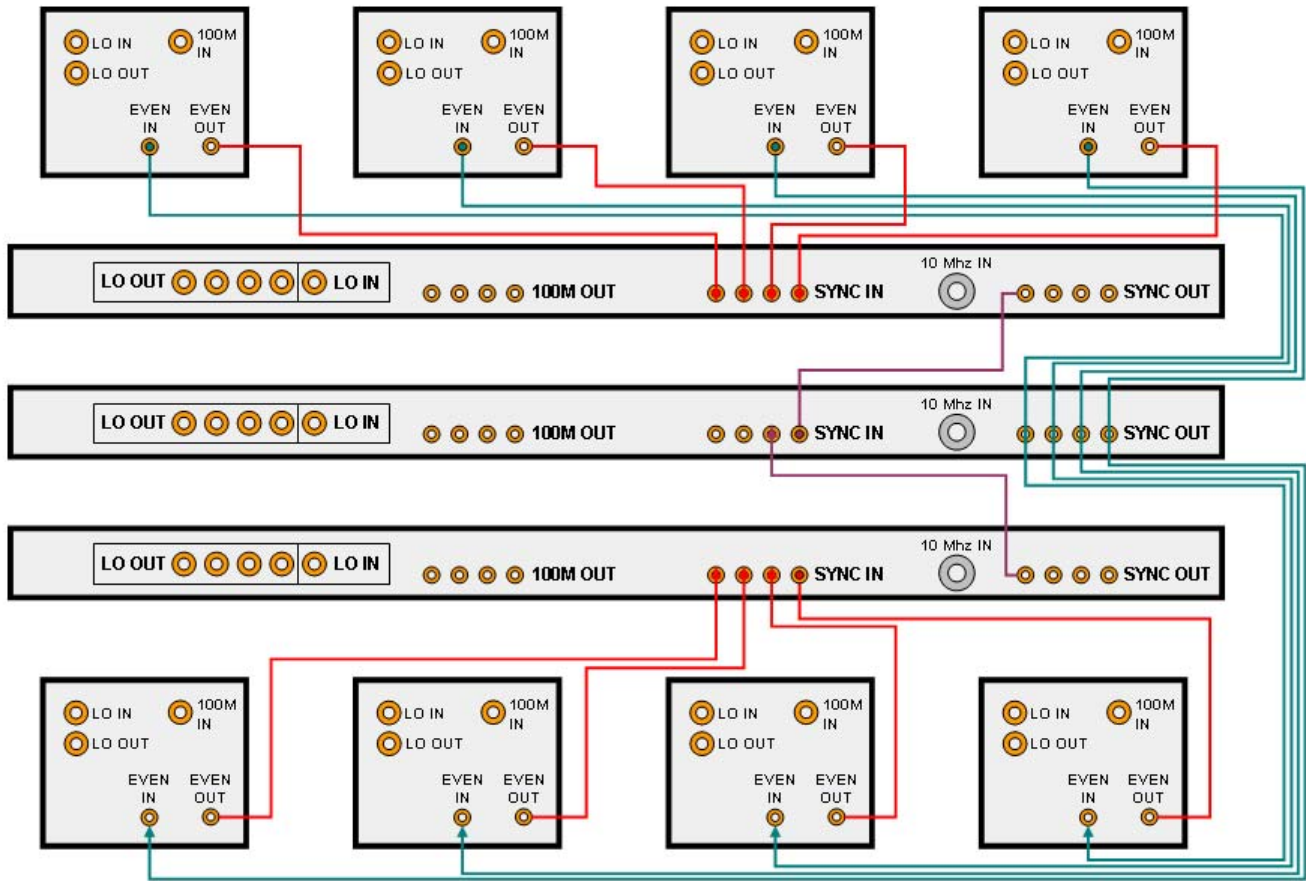 LO IN 100M
IN
LO OUT
EVEN EVEN
IN OUT
LO IN 100M
IN
LO OUT
EVEN EVEN
IN OUT
LO IN 100M
IN
LO OUT
EVEN EVEN
IN OUT
LO IN 100M
IN
LO OUT
EVEN EVEN
IN OUT
LO OUT LO IN 100M OUT SYNC IN 10 Mhz IN SYNC OUT
LO OUT LO IN 100M OUT SYNC IN 10 Mhz IN SYNC OUT
LO OUT LO IN 100M OUT SYNC IN 10 Mhz IN SYNC OUT
LO IN 100M
IN
LO OUT
EVEN EVEN
IN OUT
LO IN 100M
IN
LO OUT
EVEN EVEN
IN OUT
LO IN 100M
IN
LO OUT
EVEN EVEN
IN OUT
LO IN 100M
IN
LO OUT
EVEN EVEN
IN OUT